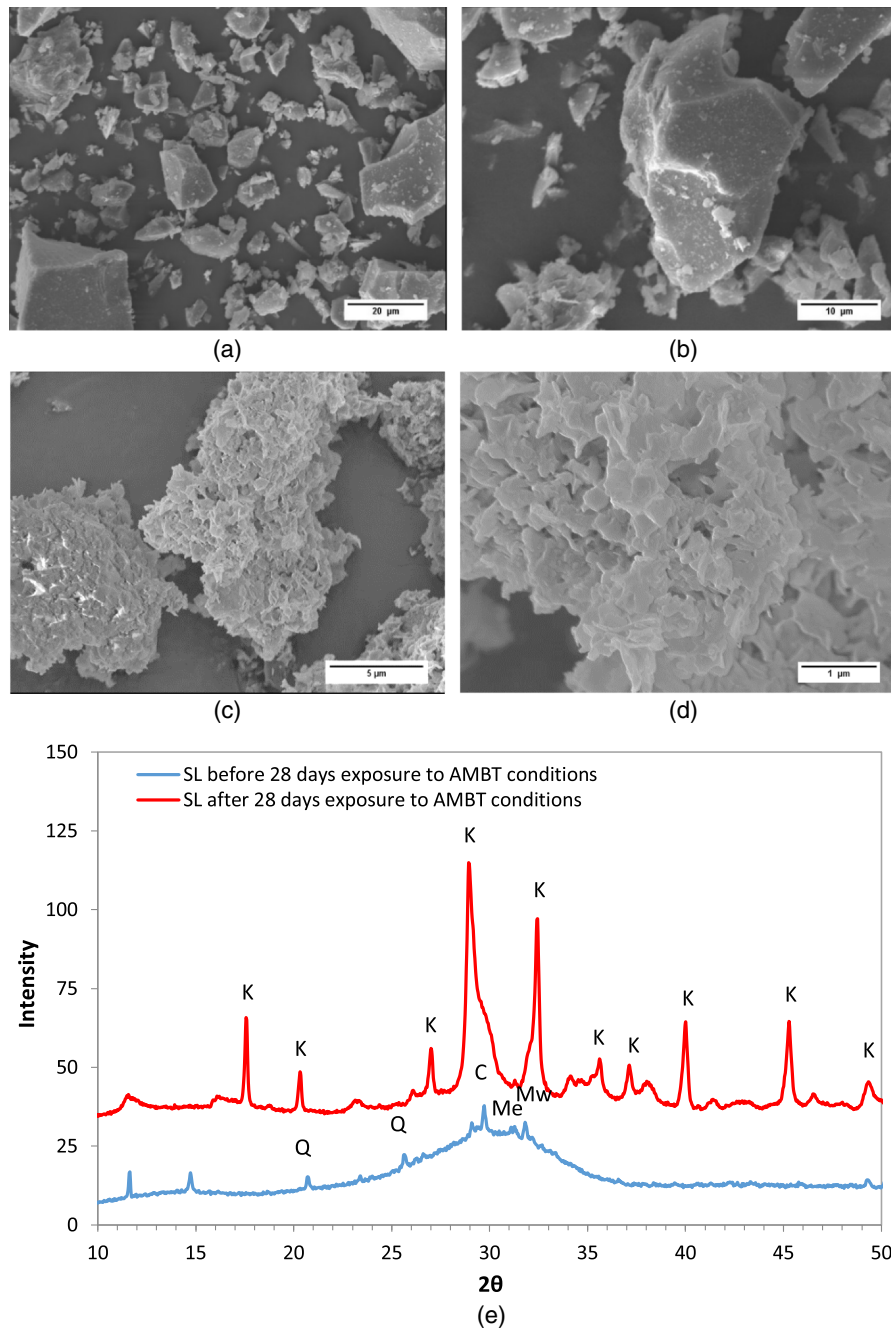 20 µm
10 µm
(a)
(b)
5 µm
1 µm
(c)
(d)
150
125
100
75
50
25
0
Intensity
SL before 28 days exposure to AMBT conditions
SL after 28 days exposure to AMBT conditions
K
K
K
K
K
K
K
K
K
K
C
Me
Mw
Q
Q
10
15
20
25
30
35
40
45
50
2θ
(e)